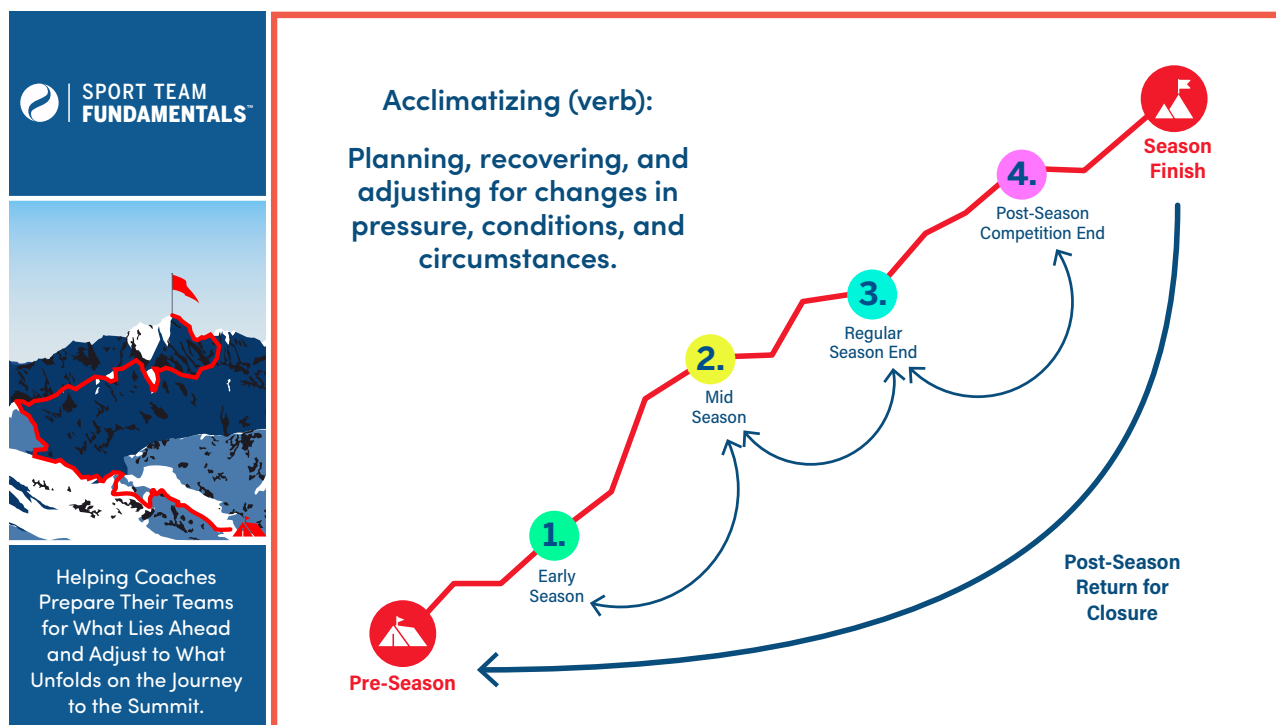 SPORT TEAM
FUNDAMENTALS™
Helping Coaches
Prepare Their Teams
for What Lies Ahead
and Adjust to What
Unfolds on the Journey
to the Summit.
Acclimatizing (verb):
Planning, recovering, and
adjusting for changes in
pressure, conditions, and
circumstances.
Season
Finish
4.
Post-Season
Competition End
3.
Regular
Season End
2.
Mid
Season
1.
Early
Season
Pre-Season
Post-Season
Return for
Closure